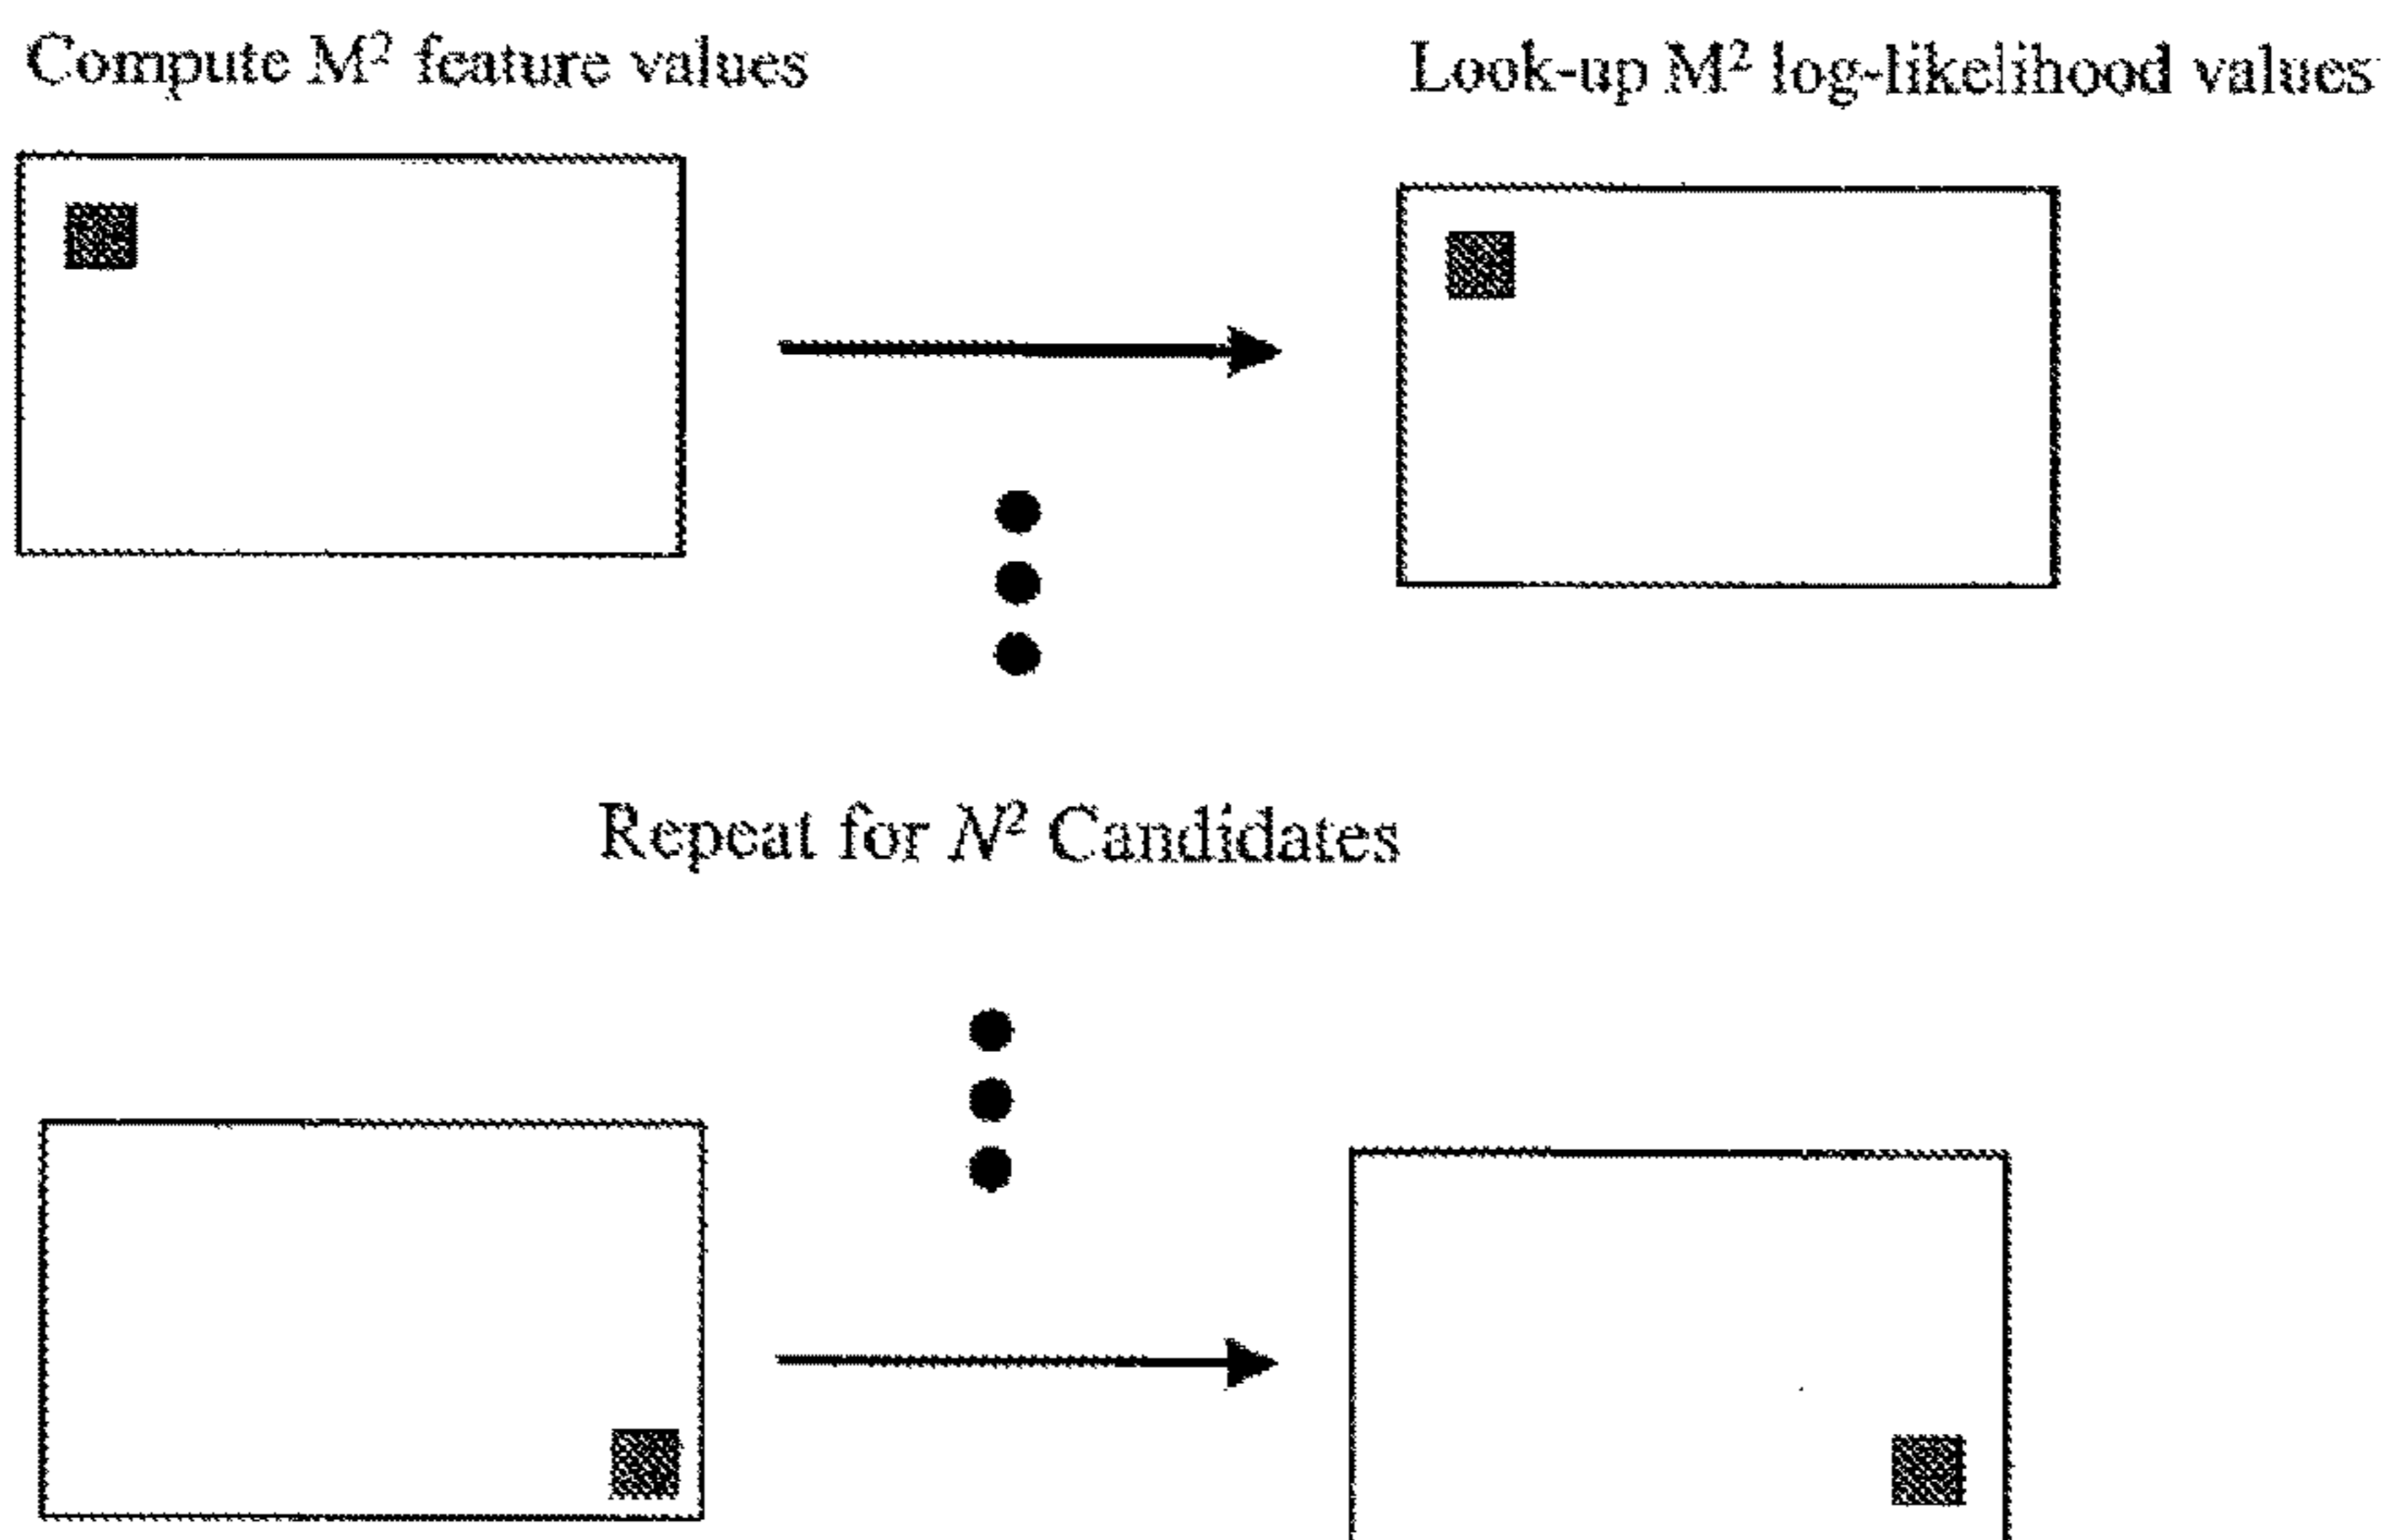 Compute M² feature values
Look-up M² log-likelihood values
Repeat for N² Candidates